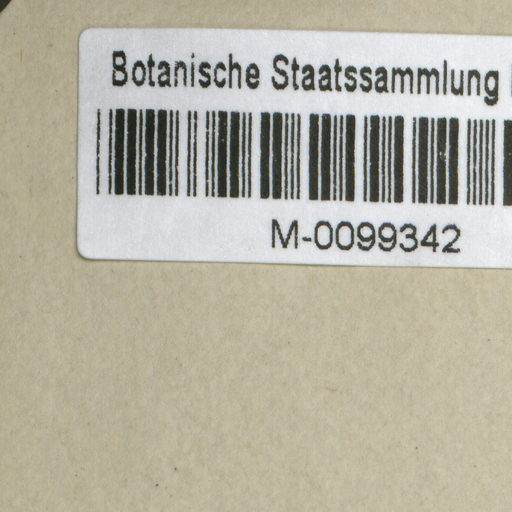 Botanische Staatssammlung
M-0099342